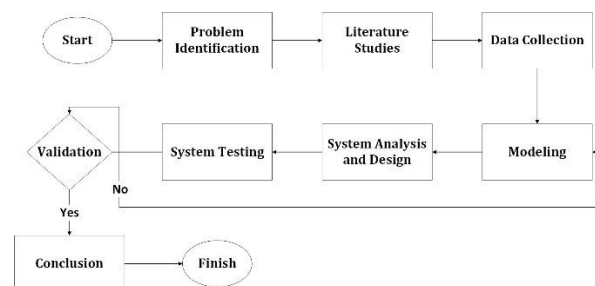 Start
Problem
Identification
Literature
Studies
Data Collection
Validation
System Testing
System Analysis
and Design
Modeling
No
Yes
Conclusion
Finish